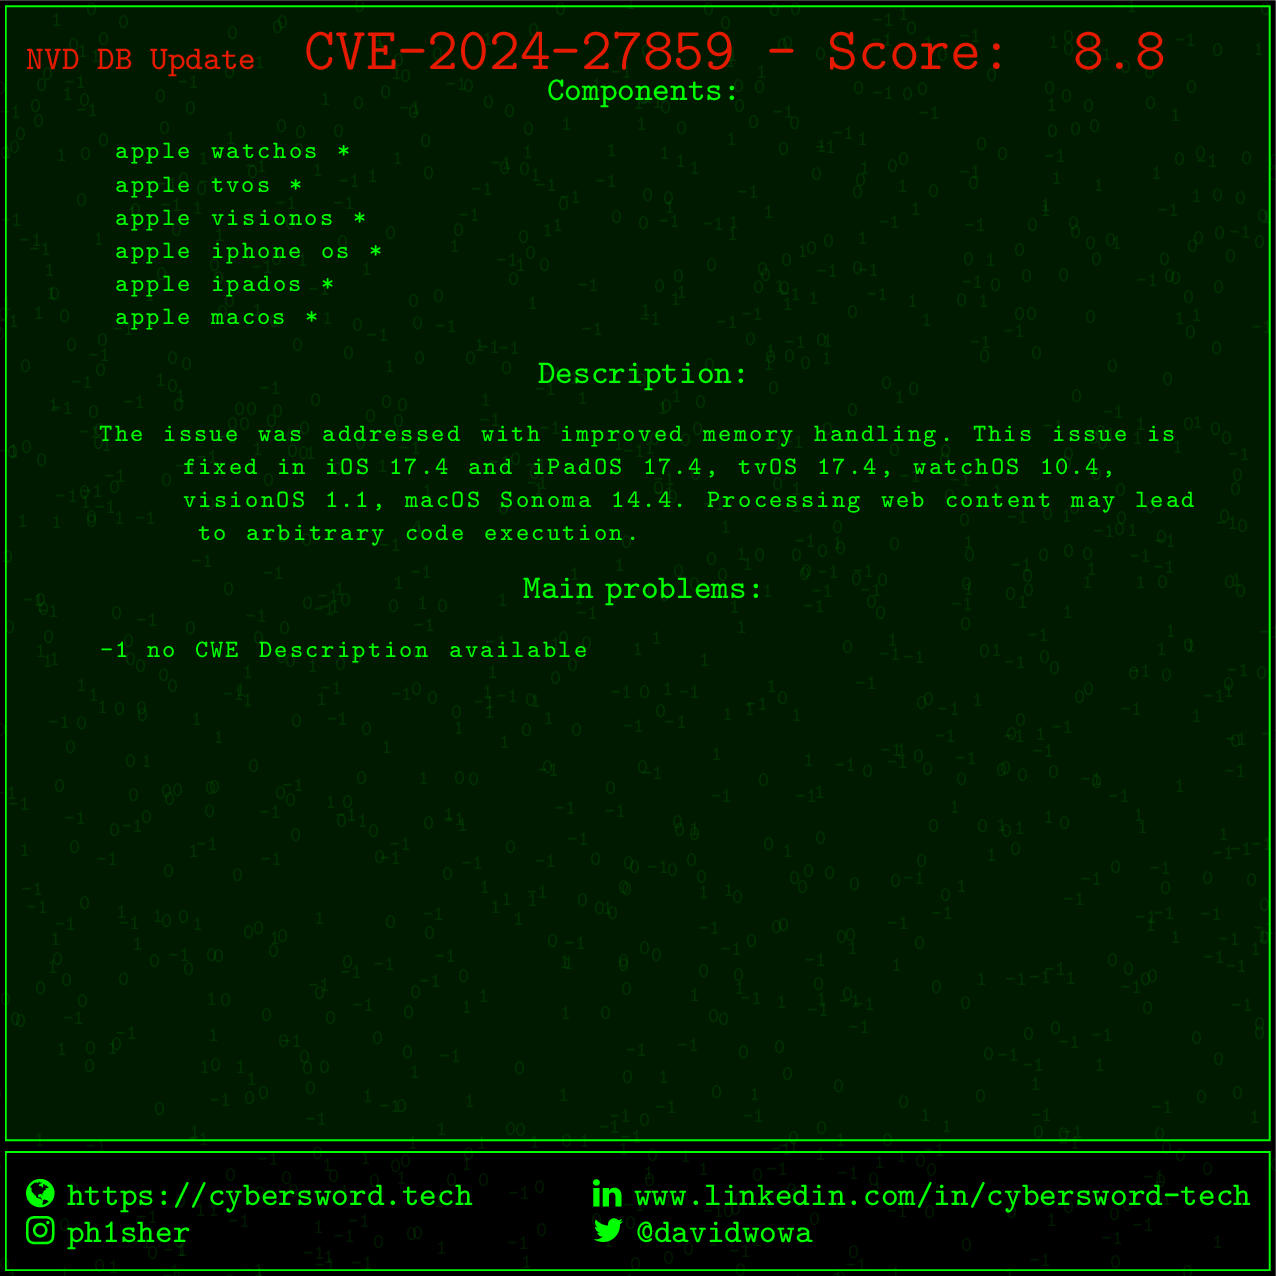 NVD DB Update CVE-2024-27859 - Score: 8.8
Components:
apple watchos *
apple tvos *
apple visionos *
apple iphone os *
apple ipados *
apple macos *
Description:
The issue was addressed with improved memory handling. This issue is
fixed in iOS 17.4 and iPadOS 17.4, tvOS 17.4, watchOS 10.4,
visionOS 1.1, macOS Sonoma 14.4. Processing web content may lead
to arbitrary code execution.
Main problems:
-1 no CWE Description available
https://cybersword.tech
www.linkedin.com/in/cybersword-tech
ph1sher
@davidwowa